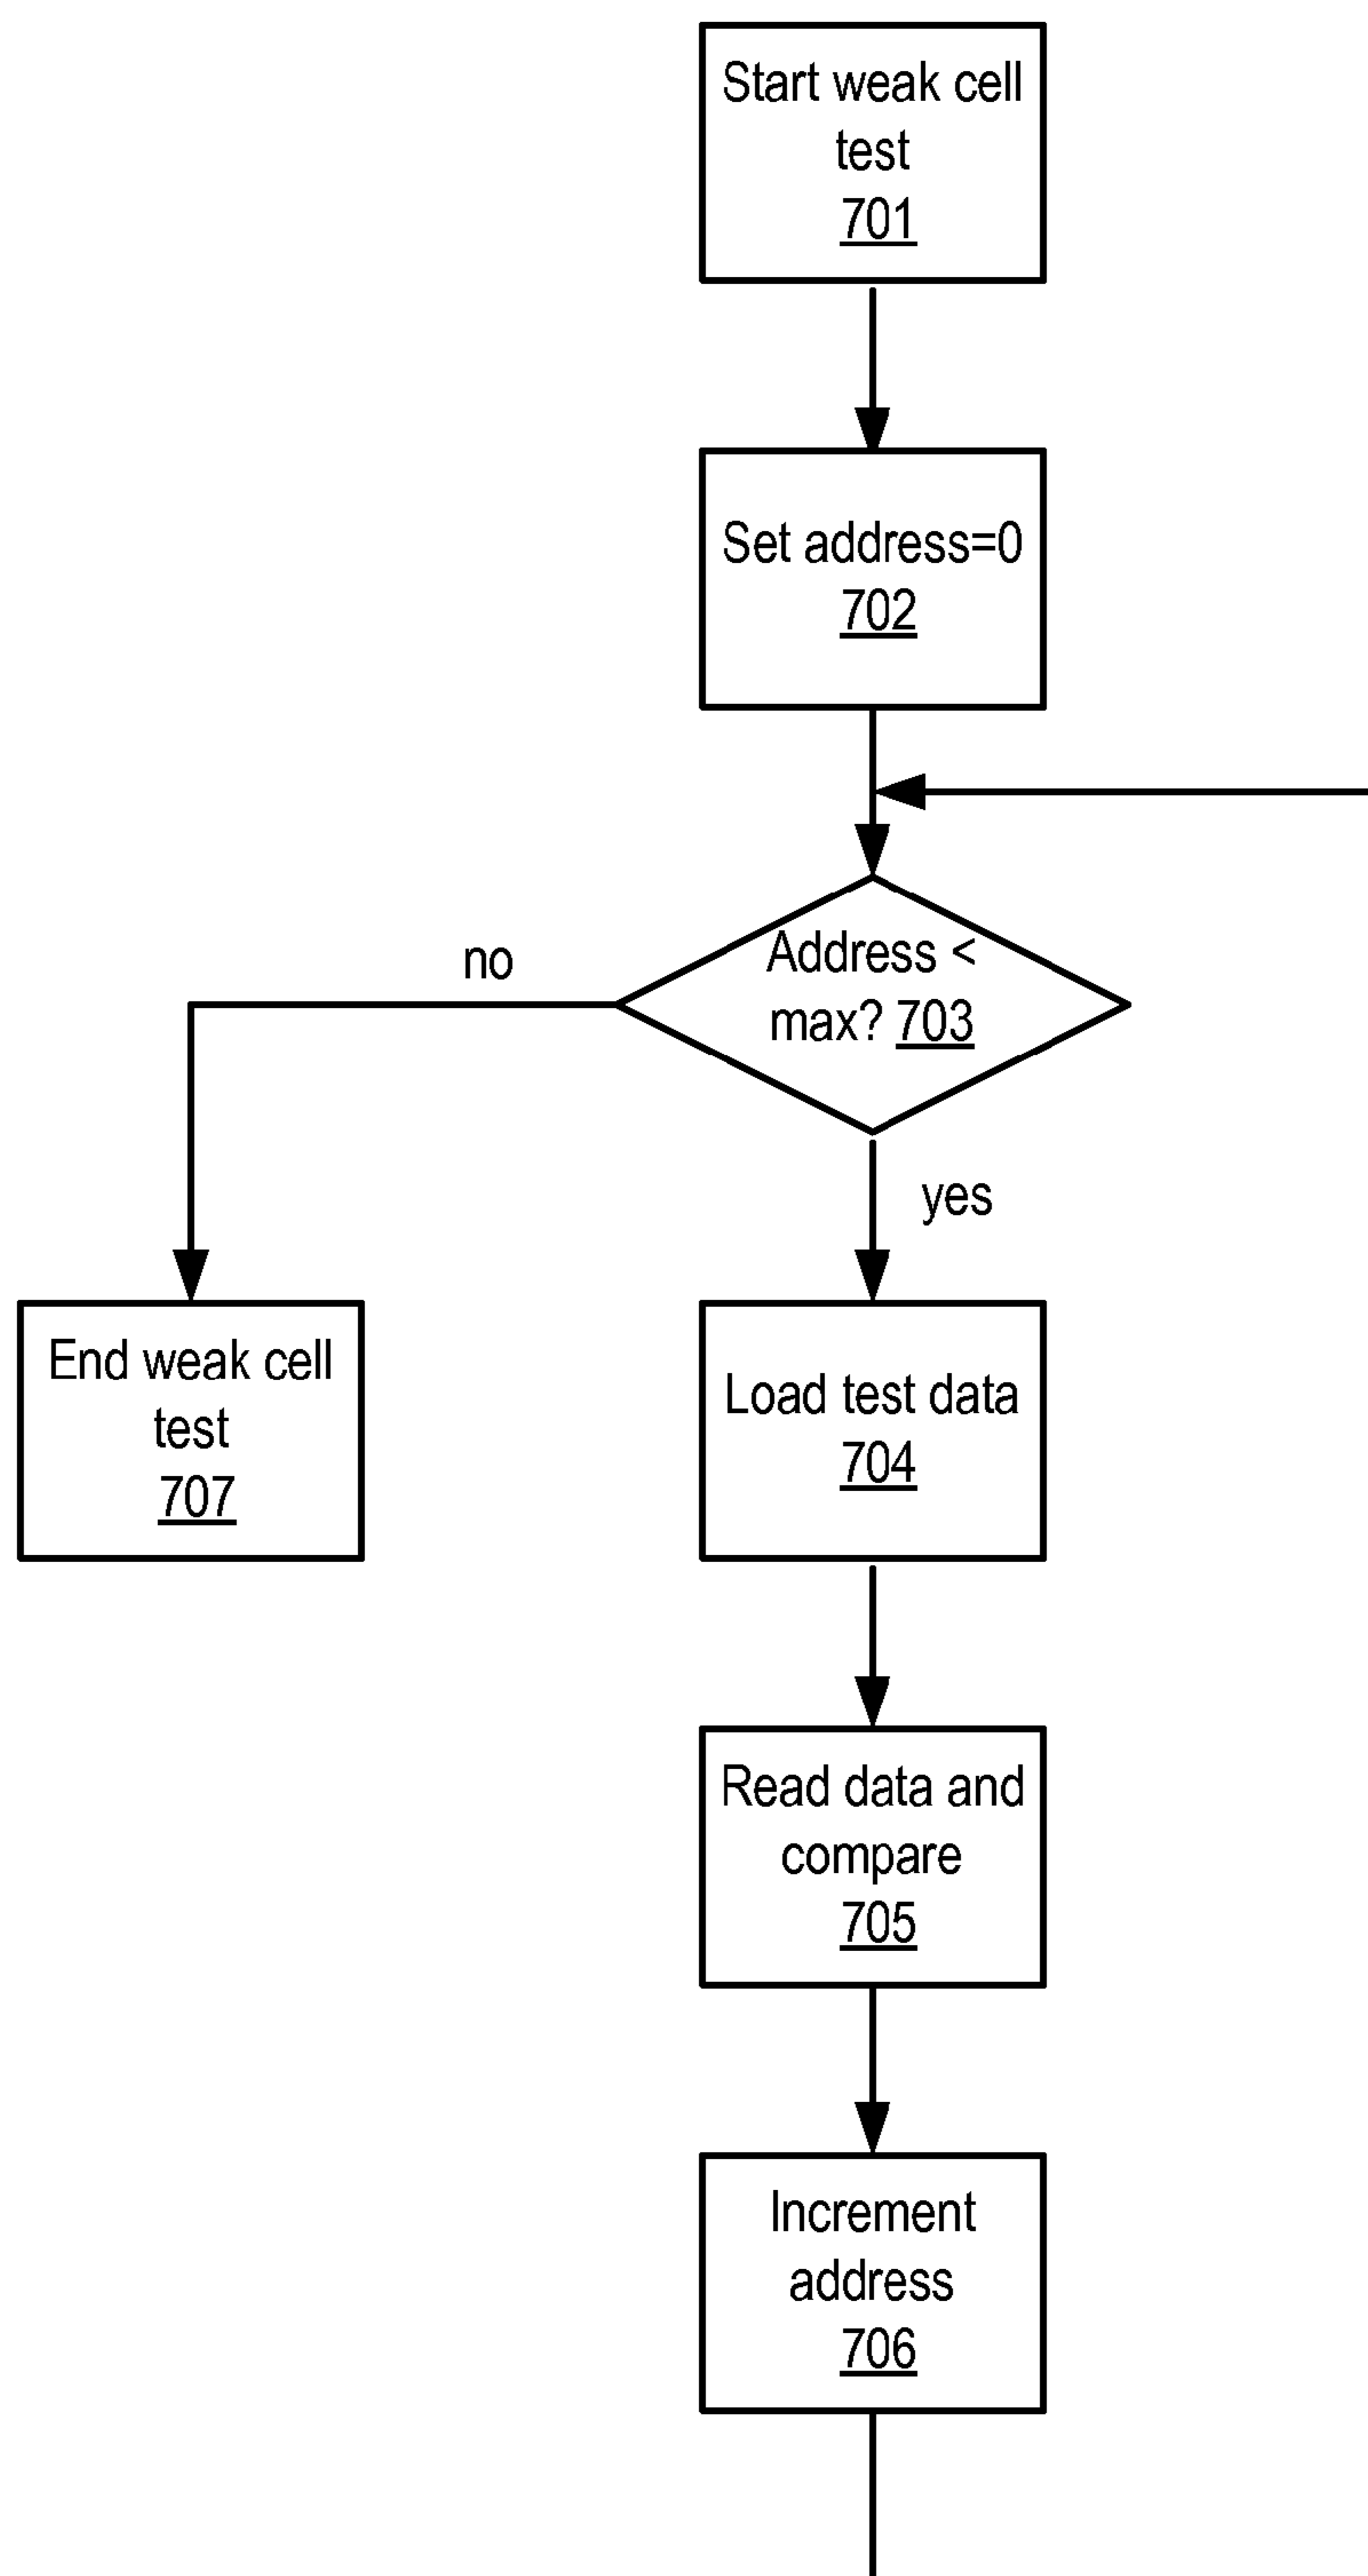 Start weak cell
test
701
Set address=0
702
no
Address <
max? 703
yes
End weak cell
test
707
Load test data
704
Read data and
compare
705
Increment
address
706